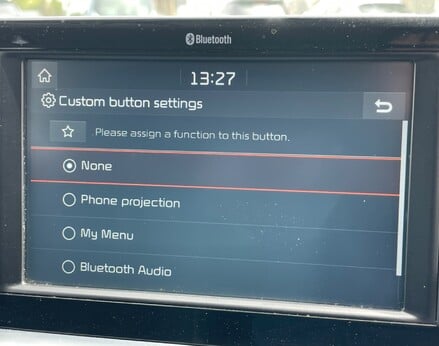 Bluetooth
13:27
Custom button settings
Please assign a function to this button.
None
Phone projection
My Menu
Bluetooth Audio